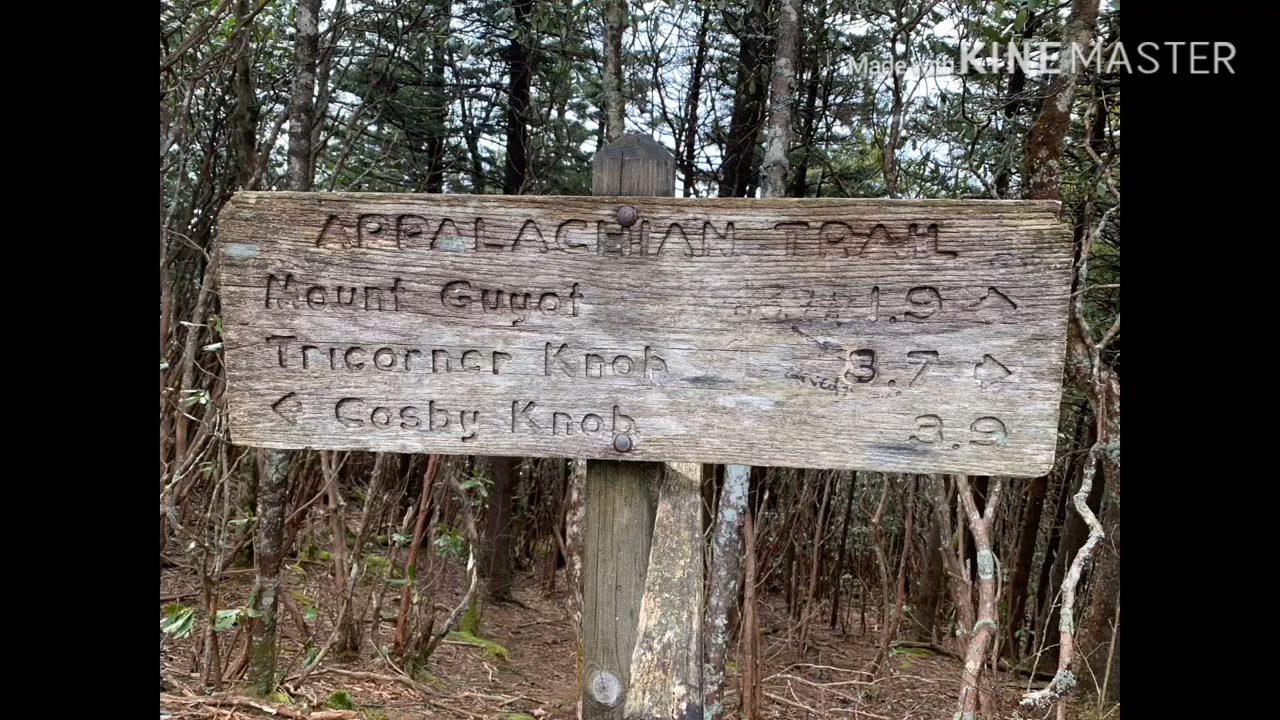 Made with KINEMASTER
APPALACHIAN TRAIL
Mount Guyot 1.9
Tricorner Knob 3.7
Cosby Knob 3.9